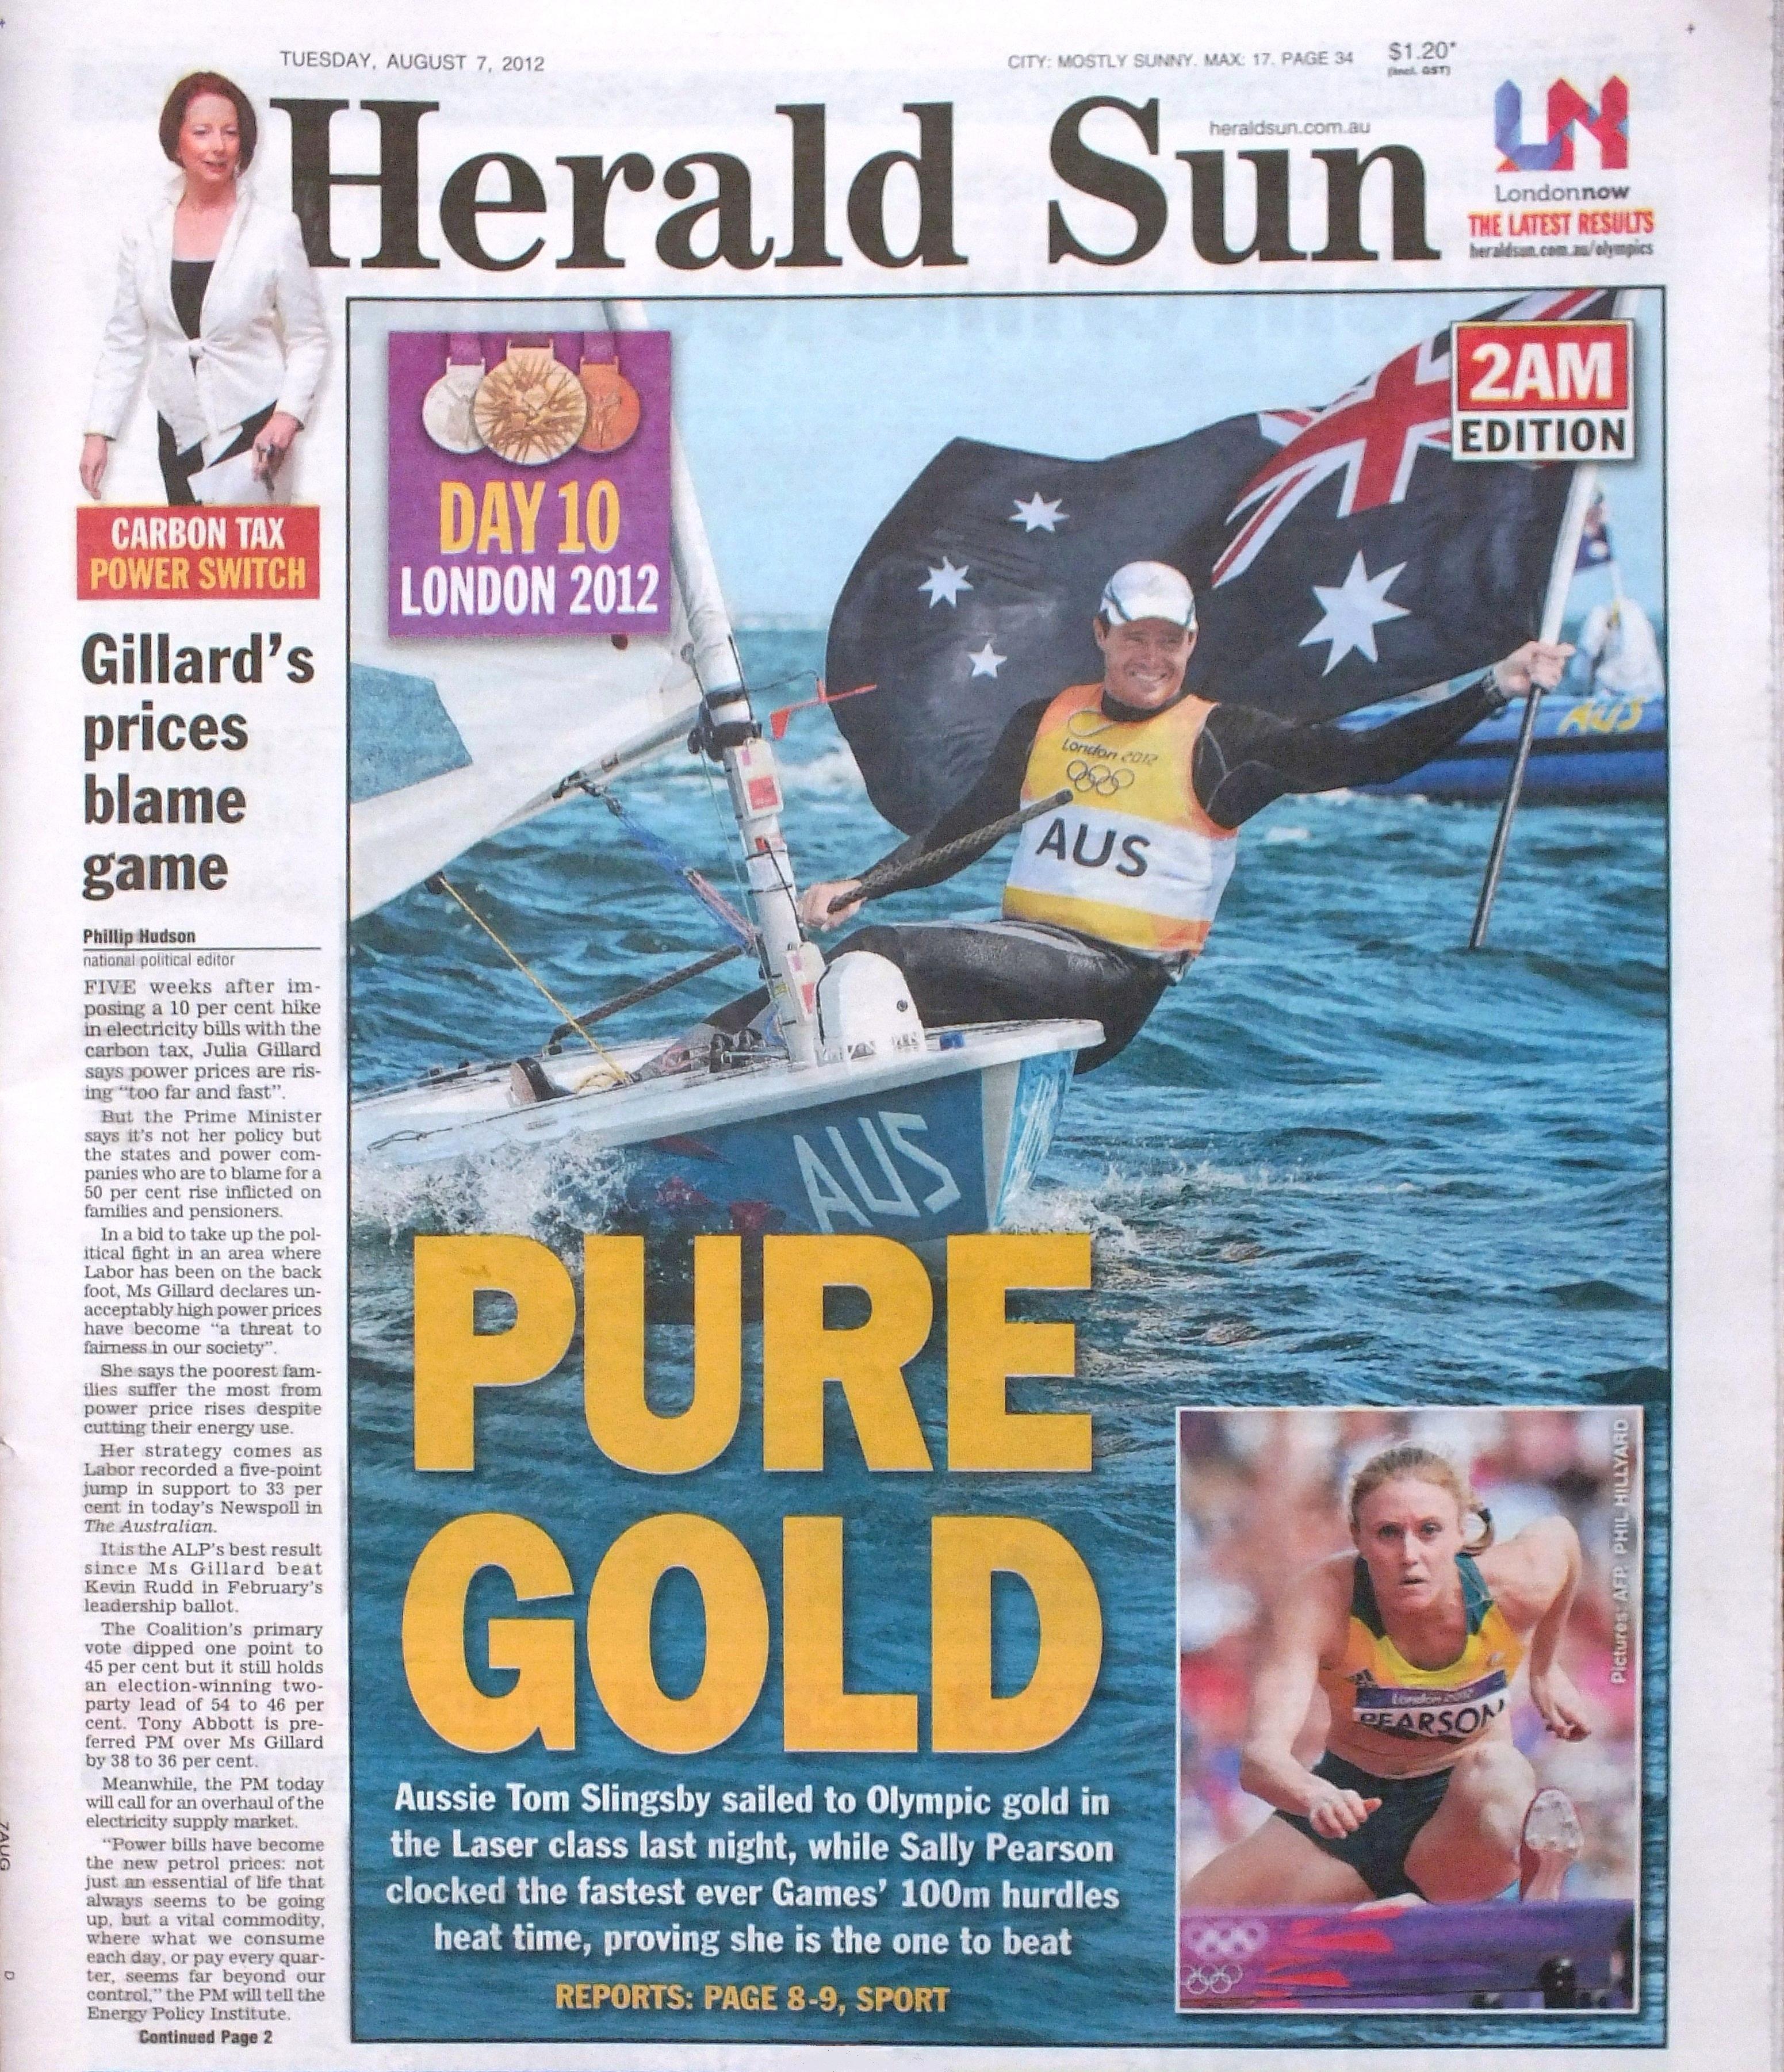 TUESDAY, AUGUST 7, 2012
CITY: MOSTLY SUNNY. MAX: 17. PAGE 34
$1.20*
(incl. GST)
Herald Sun
heraldsun.com.au
Londonnow
THE LATEST RESULTS
heraldsun.com.au/olympics
CARBON TAX
POWER SWITCH
Gillard's
prices
blame
game
Phillip Hudson
national political editor
FIVE weeks after im-
posing a 10 per cent hike
in electricity bills with the
carbon tax, Julia Gillard
says power prices are ris-
ing "too far and fast".
But the Prime Minister
says it's not her policy but
the states and power com-
panies who are to blame for a
50 per cent rise inflicted on
families and pensioners.
In a bid to take up the pol-
itical fight in an area where
Labor has been on the back
foot, Ms Gillard declares un-
acceptably high power prices
have become "a threat to
fairness in our society".
She says the poorest fam-
ilies suffer the most from
power price rises despite
cutting their energy use.
Her strategy comes as
Labor recorded a five-point
jump in support to 33 per
cent in today's Newspoll in
The Australian.
It is the ALP's best result
since Ms Gillard beat
Kevin Rudd in February's
leadership ballot.
The Coalition's primary
vote dipped one point to
45 per cent but it still holds
an election-winning two-
party lead of 54 to 46 per
cent. Tony Abbott is pre-
ferred PM over Ms Gillard
by 38 to 36 per cent.
Meanwhile, the PM today
will call for an overhaul of the
electricity supply market.
"Power bills have become
the new petrol prices: not
just an essential of life that
always seems to be going
up, but a vital commodity,
where what we consume
each day, or pay every quar-
ter, seems far beyond our
control," the PM will tell the
Energy Policy Institute.
Continued Page 2
DAY 10
LONDON 2012
2AM
EDITION
AUS
London 2012
AUS
AUS
PURE
GOLD
Aussie Tom Slingsby sailed to Olympic gold in
the Laser class last night, while Sally Pearson
clocked the fastest ever Games' 100m hurdles
heat time, proving she is the one to beat
REPORTS: PAGE 8-9, SPORT
Pictures: AFP, PHIL HILLYARD
London 2012
PEARSON
7AUG
D